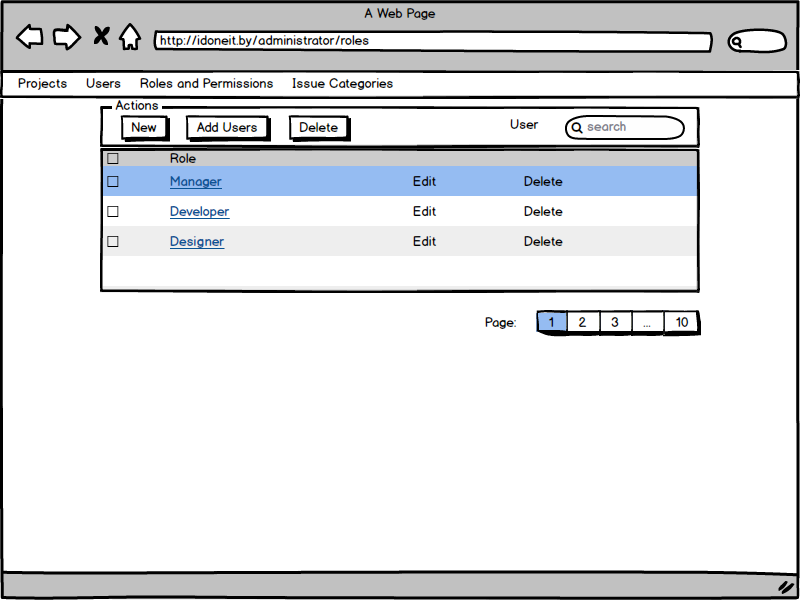 A Web Page
http://idoneit.by/administrator/roles
Projects Users Roles and Permissions Issue Categories
Actions
New Add Users Delete User search
Role
Manager Edit Delete
Developer Edit Delete
Designer Edit Delete
Page: 1 2 3 ... 10